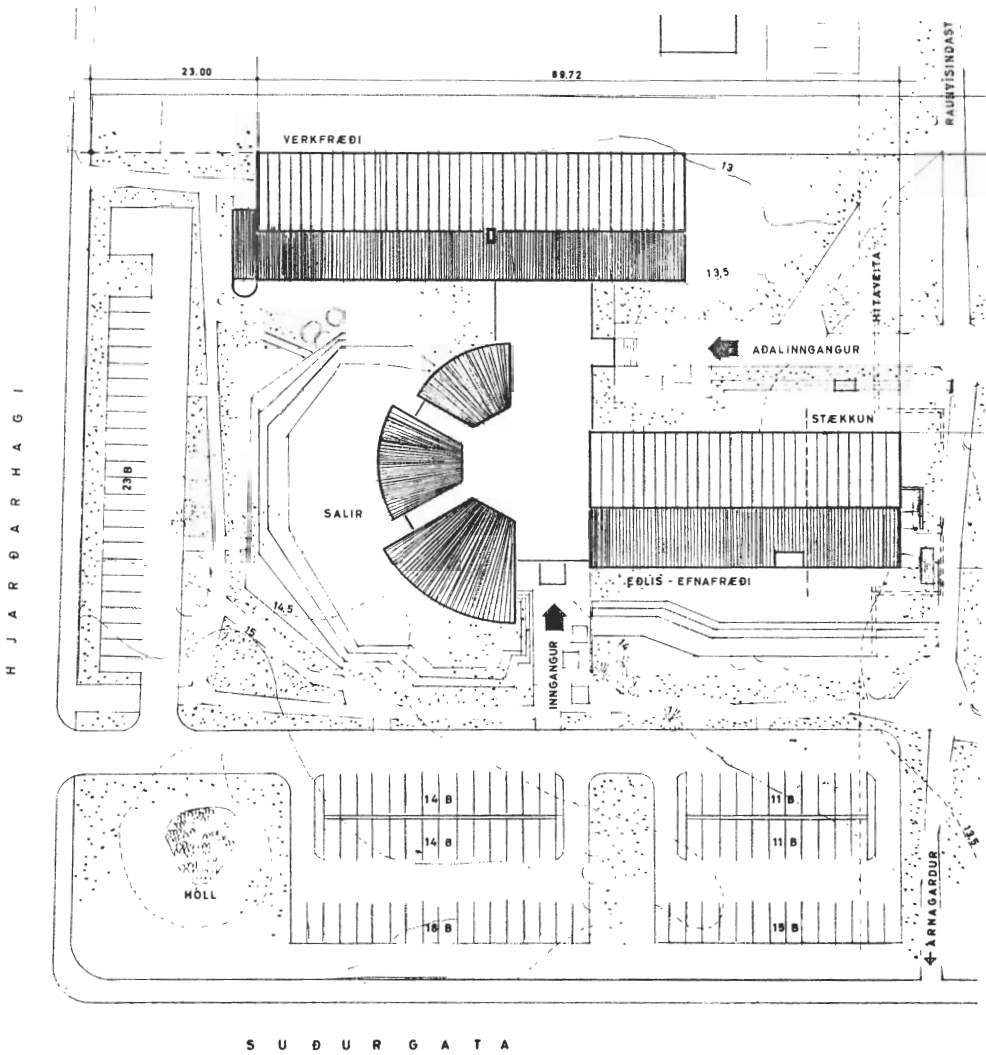 23.00
89.72
RAUNVÍSINDAST
VERKFRÆÐI
13
13,5
HITAVEITA
AÐALINNGANGUR
STÆKKUN
HJARÐARHAGI
23 B
SALIR
EÐLIS - EFNAFRÆÐI
14,5
15
14
INNGANGUR
14 B
11 B
14 B
11 B
13,5
HÓLL
18 B
15 B
ÁRNAGARÐUR
SUÐURGATA